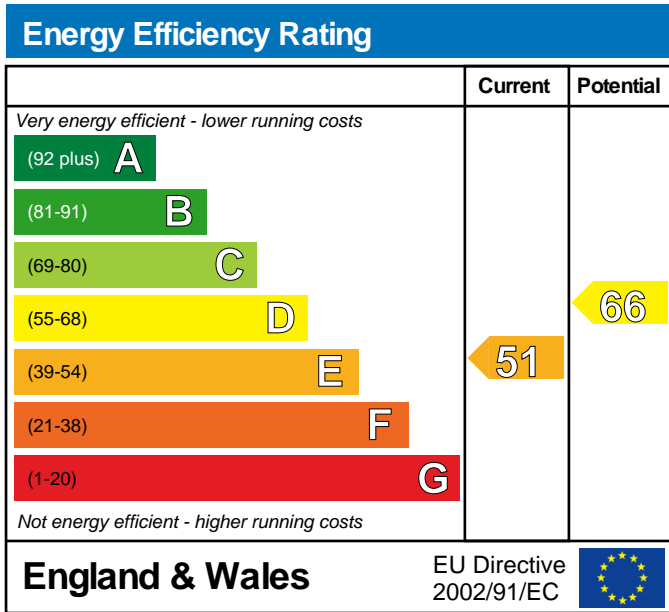 Energy Efficiency Rating
Current Potential
Very energy efficient - lower running costs
(92 plus) A
(81-91) B
(69-80) C
(55-68) D
66
(39-54) E
51
(21-38) F
(1-20) G
Not energy efficient - higher running costs
England & Wales
EU Directive
2002/91/EC